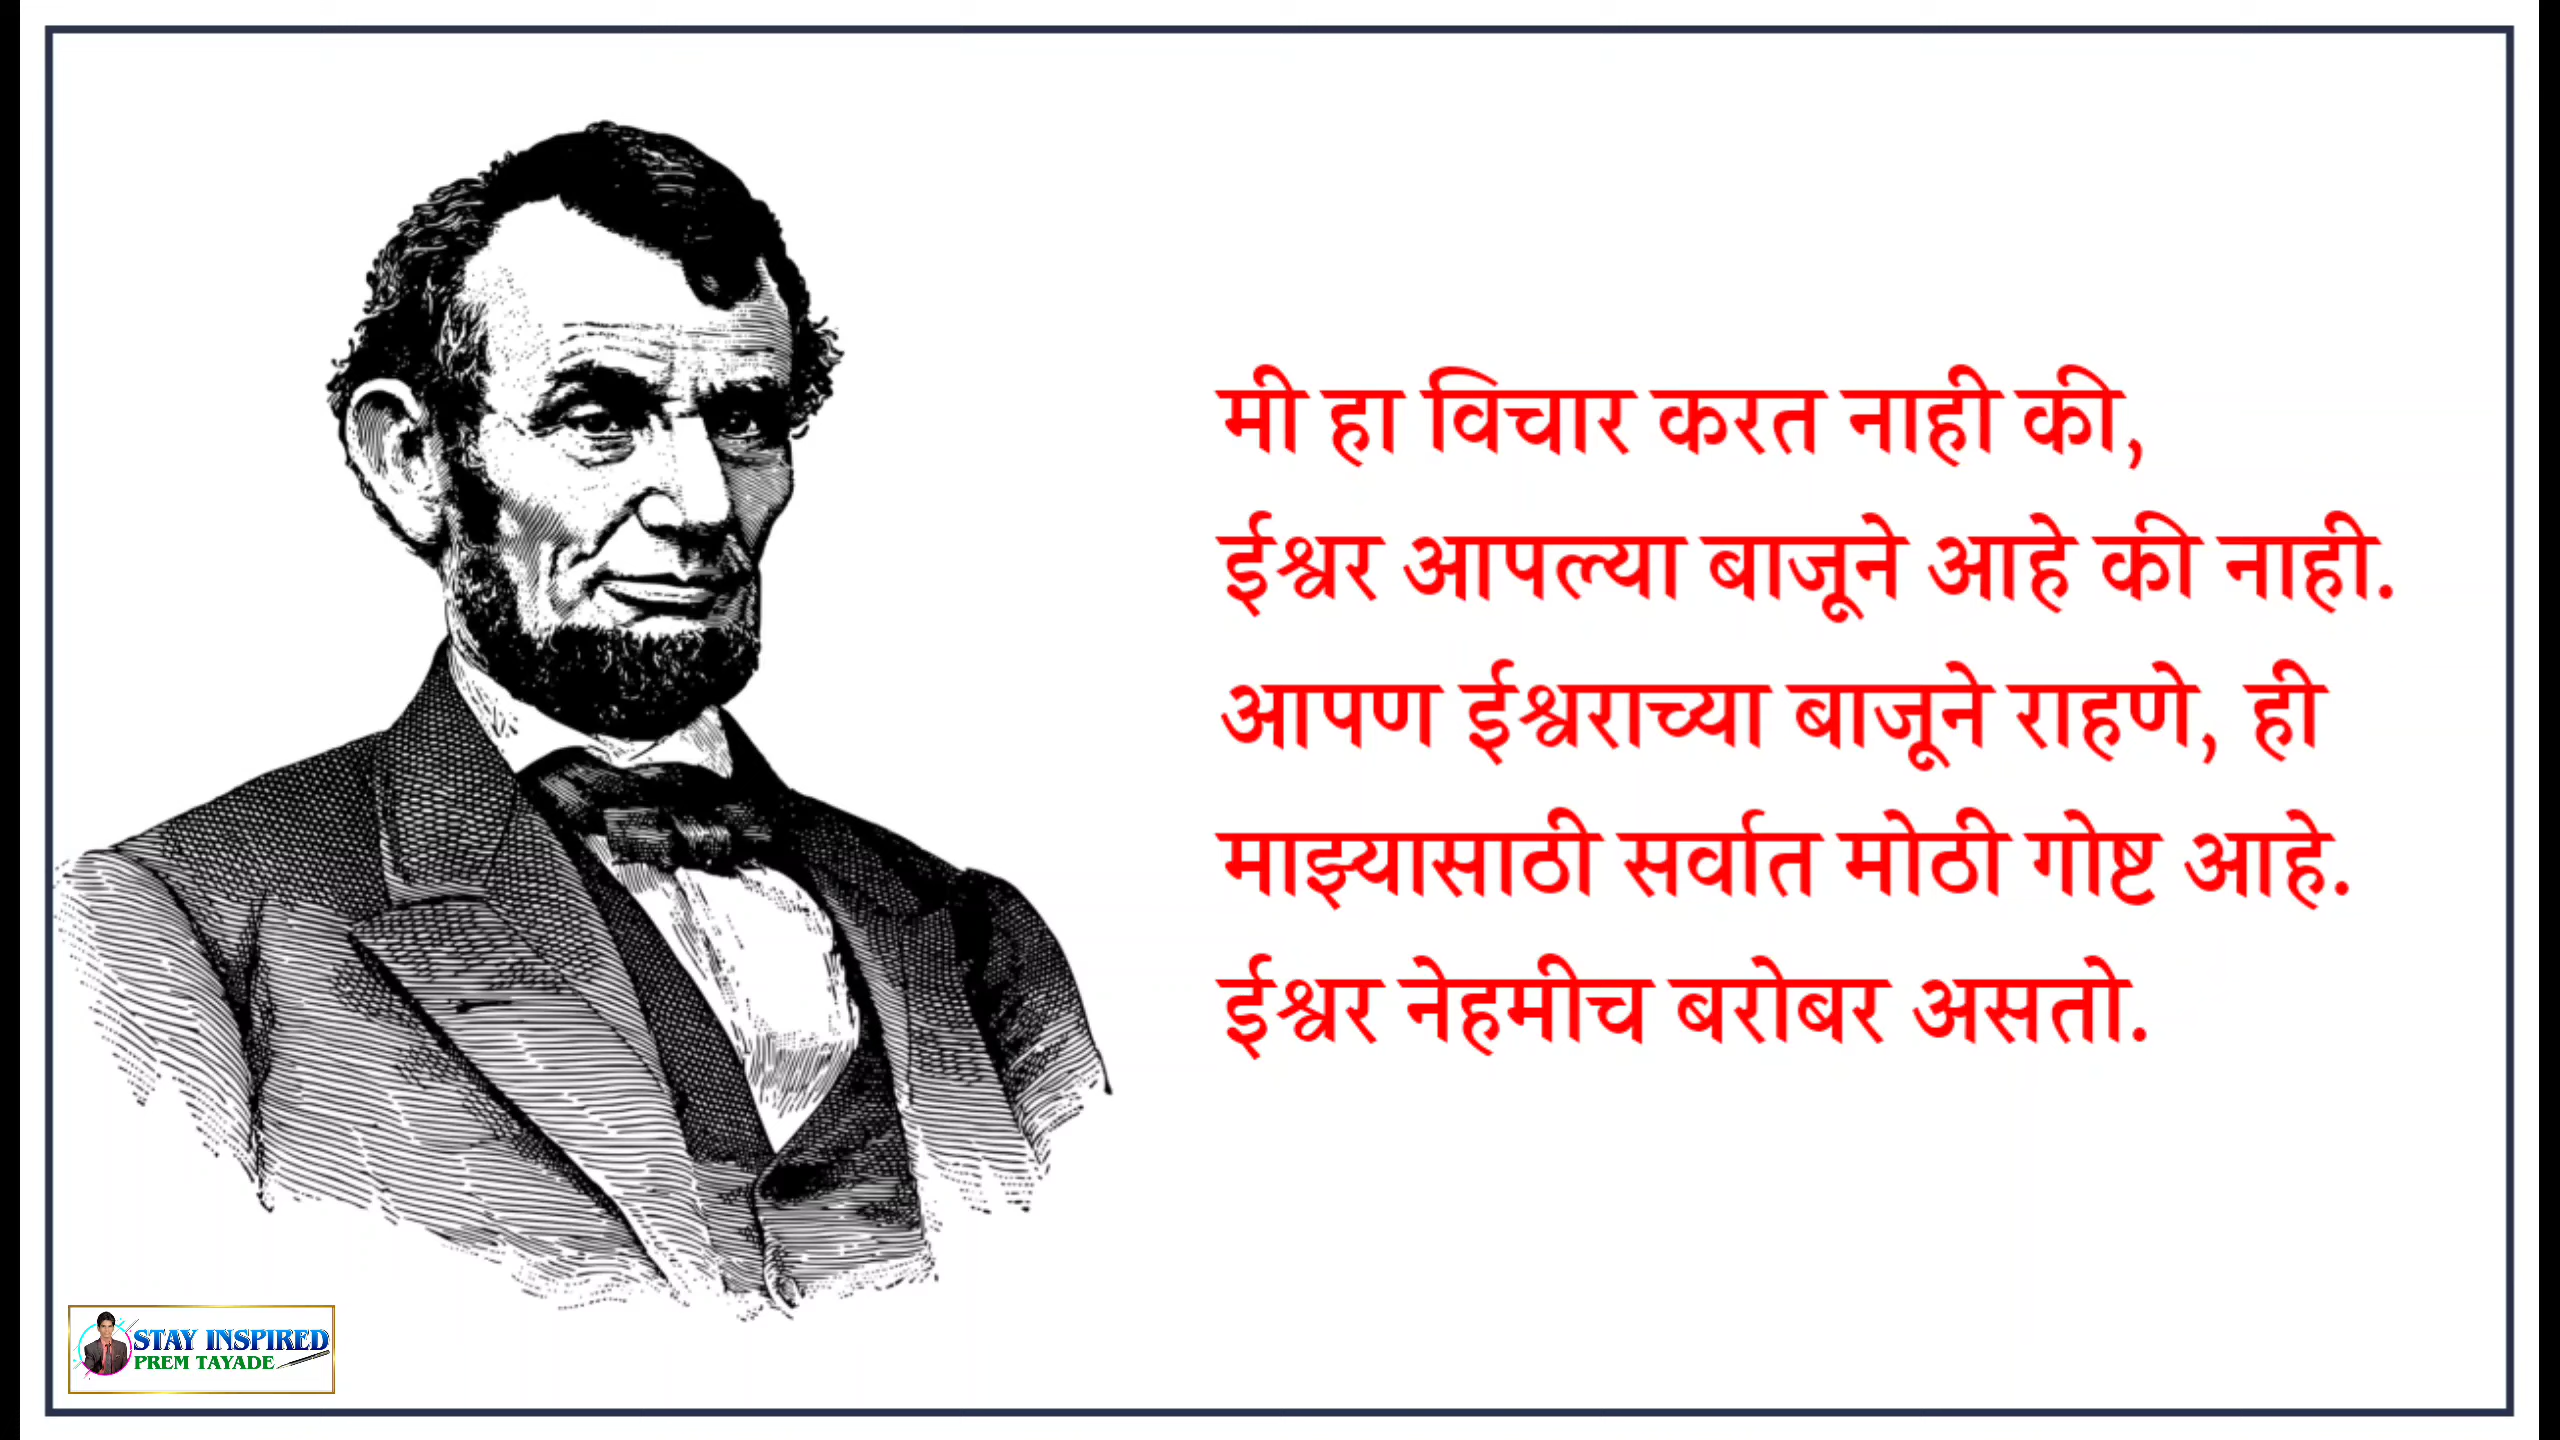 मी हा विचार करत नाही की,
ईश्वर आपल्या बाजूने आहे की नाही.
आपण ईश्वराच्या बाजूने राहणे, ही
माझ्यासाठी सर्वात मोठी गोष्ट आहे.
ईश्वर नेहमीच बरोबर असतो.
STAY INSPIRED
PREM TAYADE